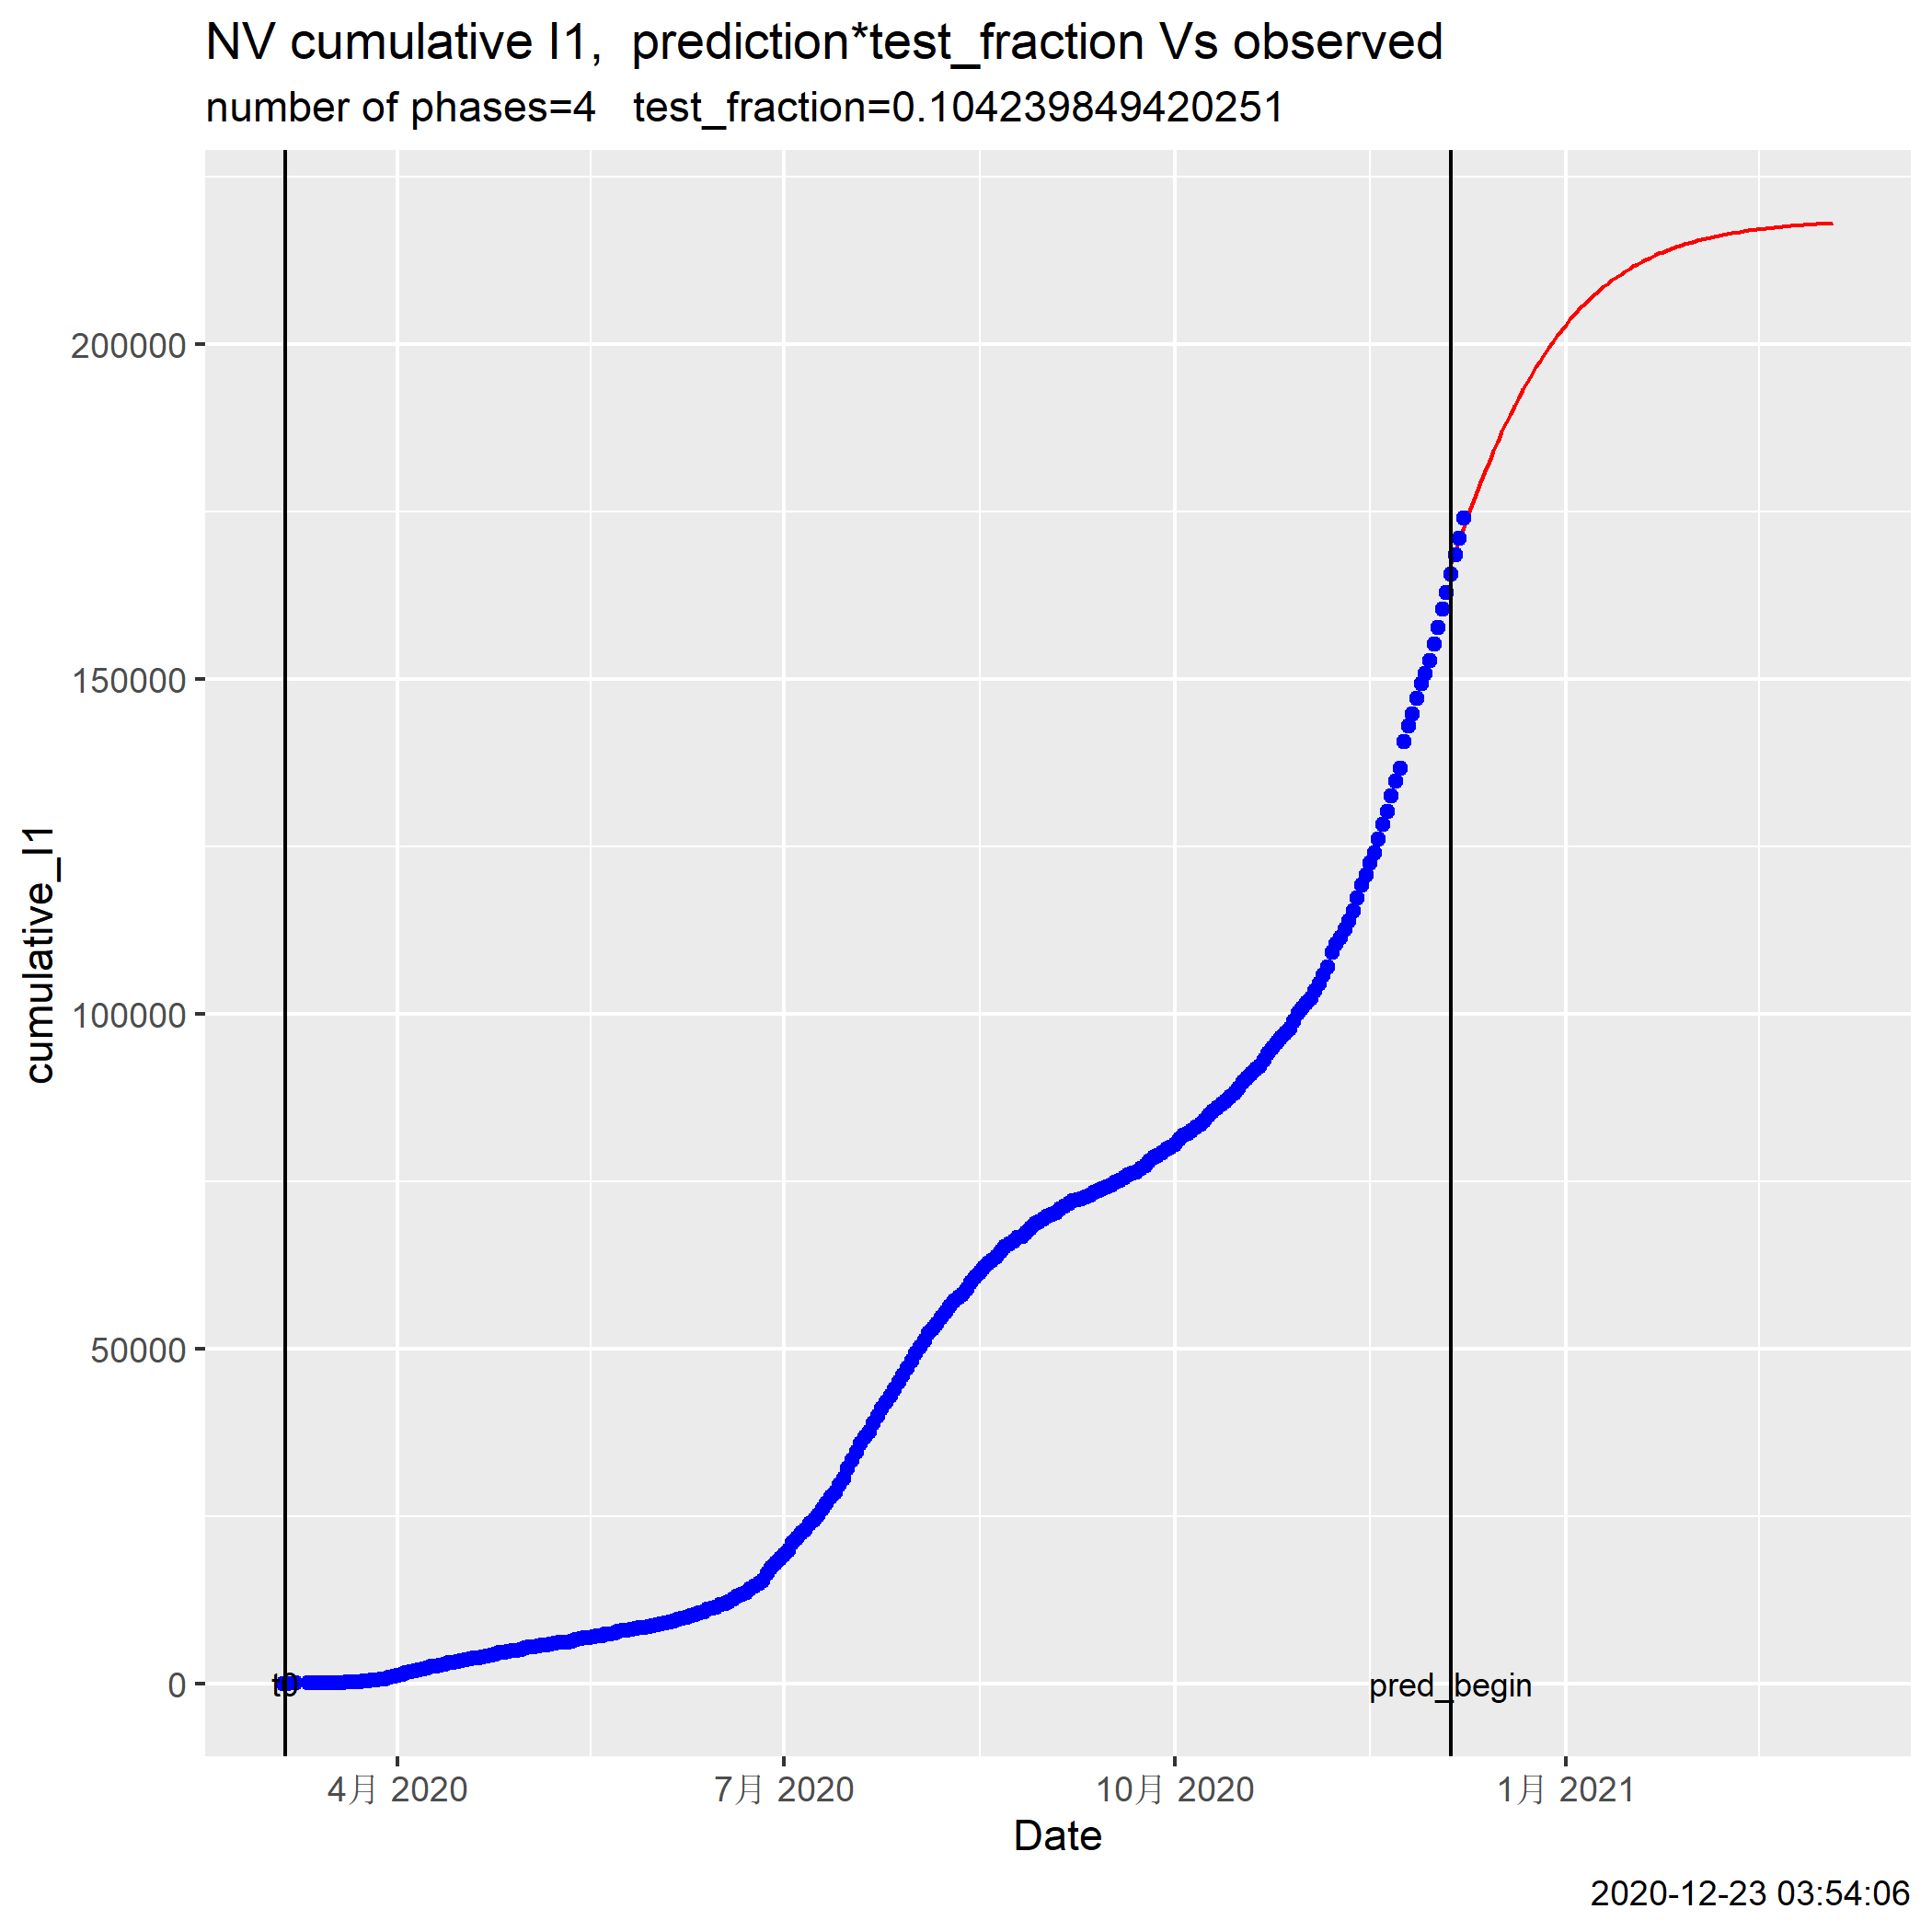 NV cumulative I1,  prediction*test_fraction Vs observed
number of phases=4   test_fraction=0.104239849420251
cumulative_I1
200000
150000
100000
50000
0
t0
pred_begin
4月 2020
7月 2020
10月 2020
1月 2021
Date
2020-12-23 03:54:06